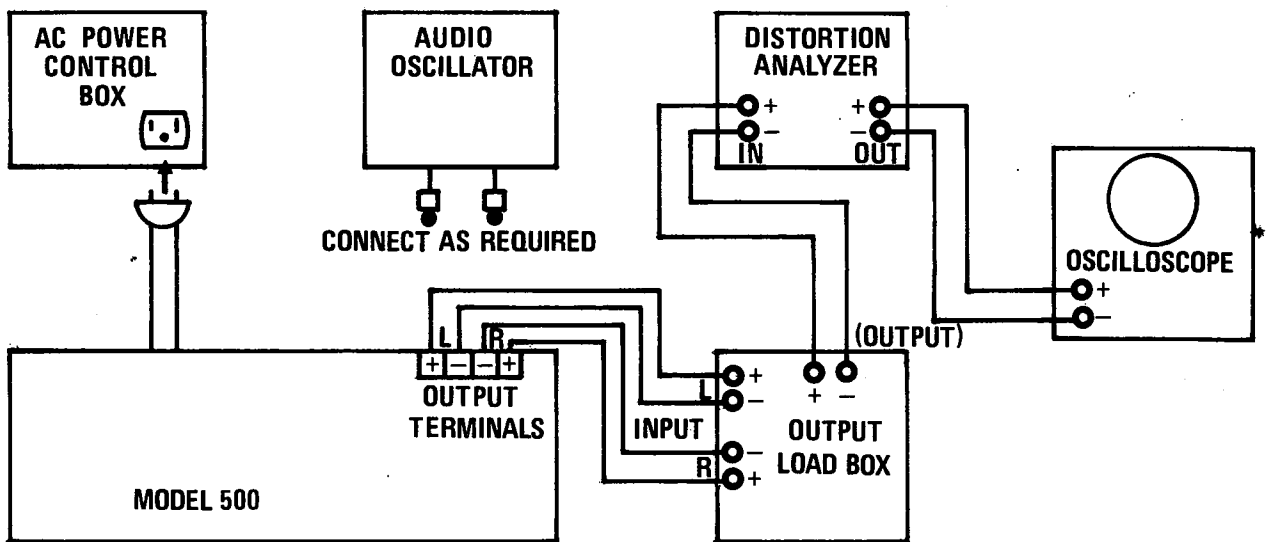 AC POWER
CONTROL
BOX
AUDIO
OSCILLATOR
CONNECT AS REQUIRED
DISTORTION
ANALYZER
+ +
− −
IN OUT
OSCILLOSCOPE
+
−
*
L R
+ − − +
OUTPUT
TERMINALS
MODEL 500
INPUT
L
+
−
R
−
+
(OUTPUT)
+ −
OUTPUT
LOAD BOX